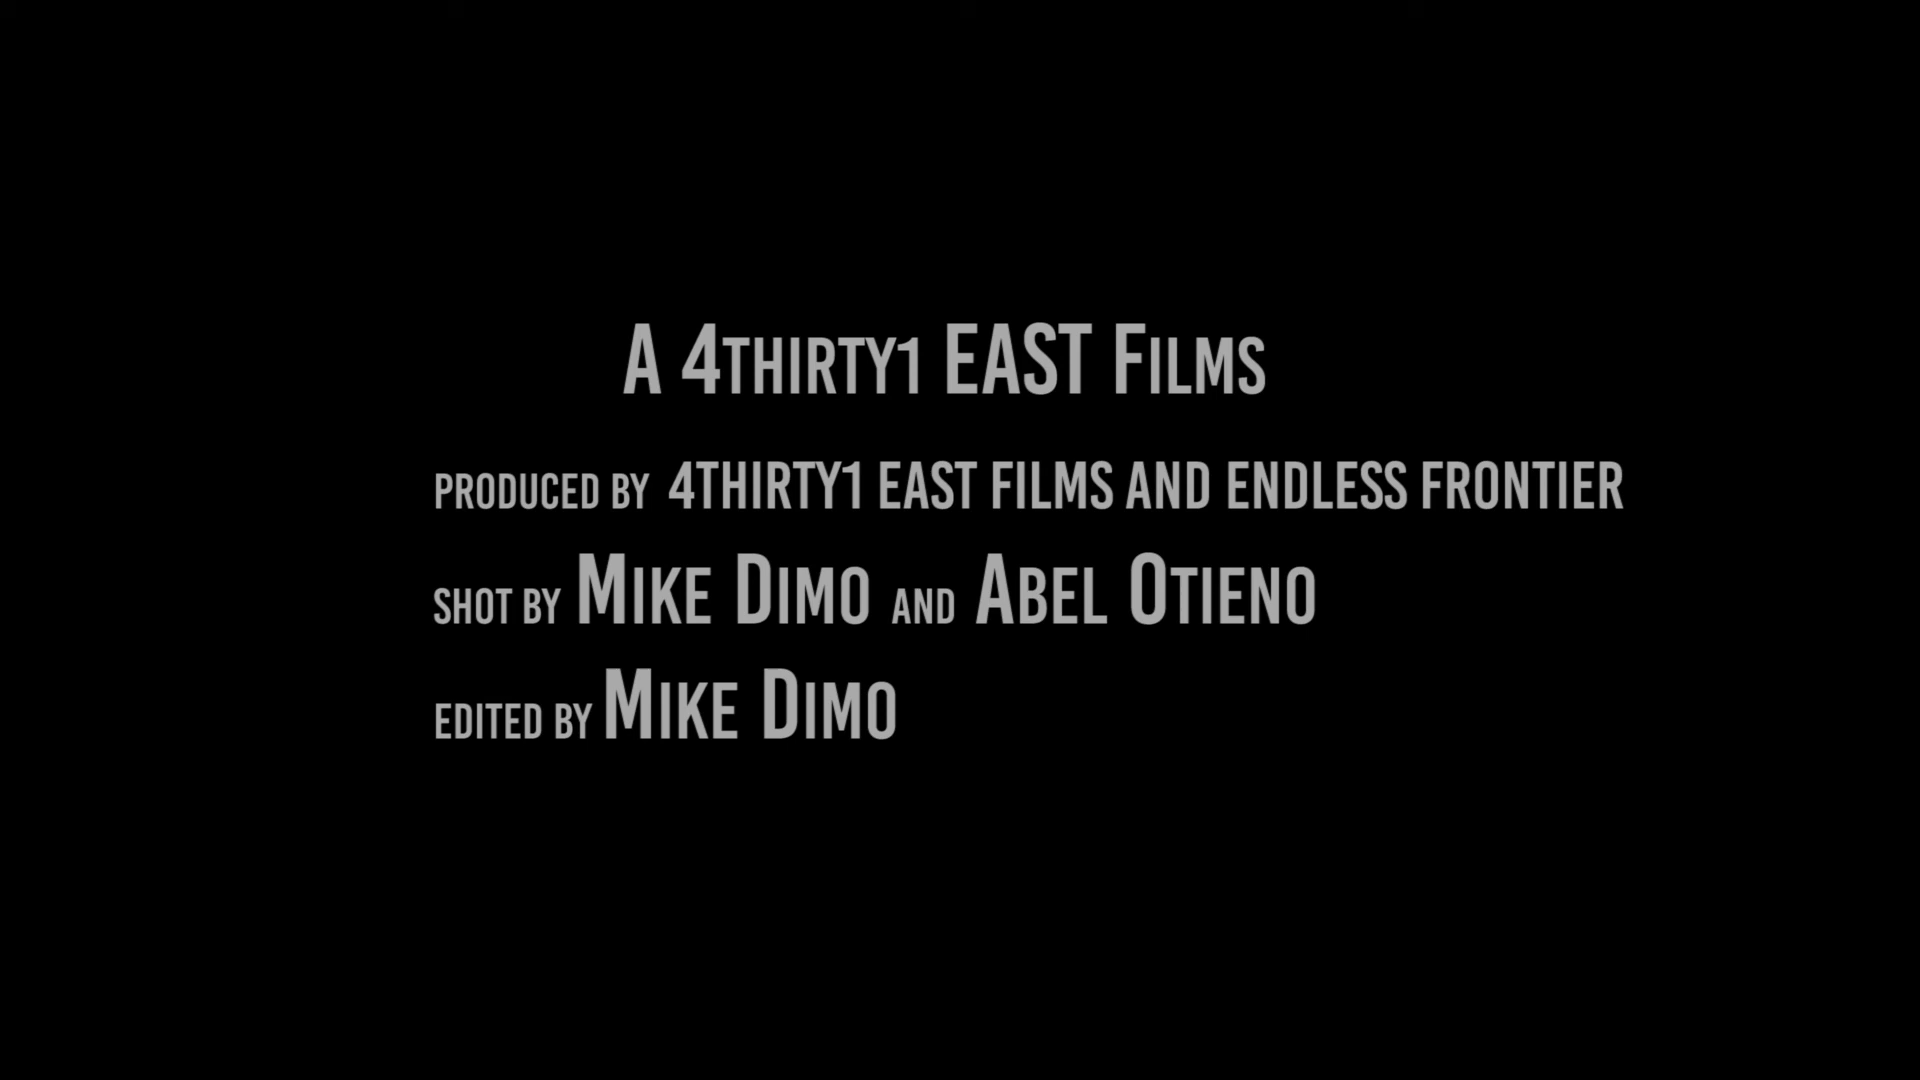 A 4THIRTY1 EAST FILMS
PRODUCED BY 4THIRTY1 EAST FILMS AND ENDLESS FRONTIER
SHOT BY MIKE DIMO AND ABEL OTIENO
EDITED BY MIKE DIMO